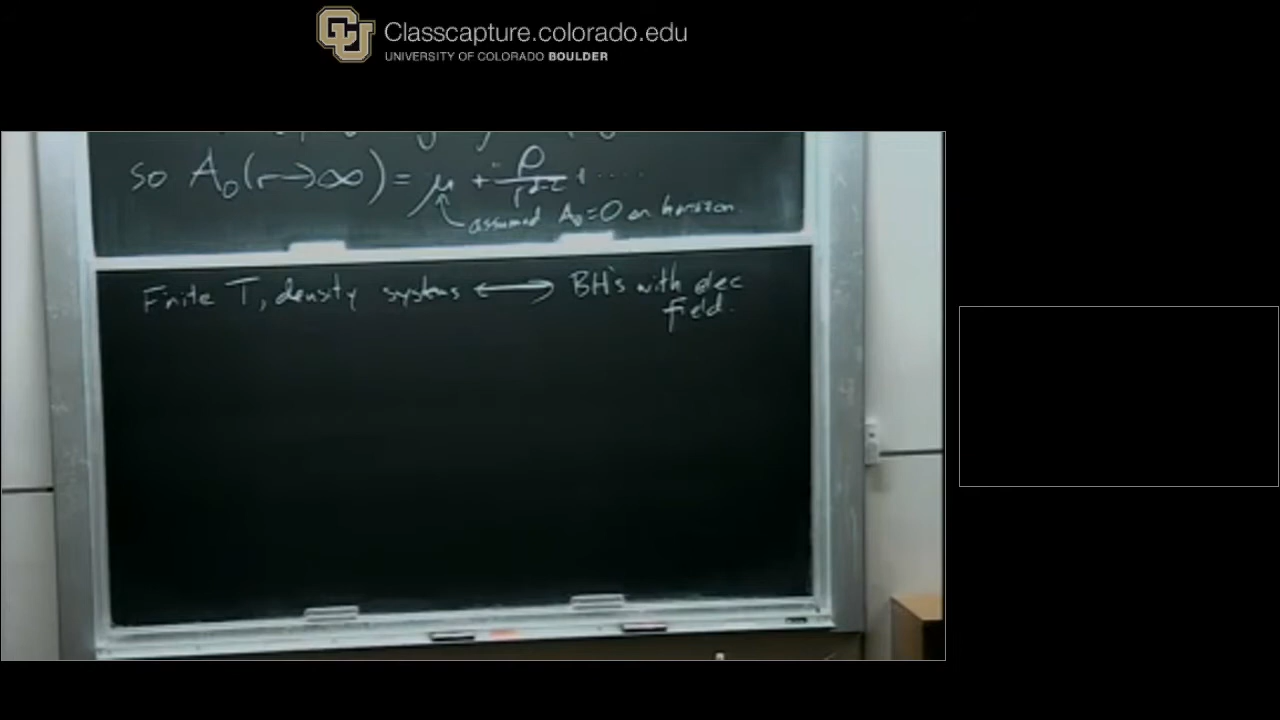 CU
Classcapture.colorado.edu
UNIVERSITY OF COLORADO BOULDER
so A₀(r→∞) = μ + ρ/r^{d-2} + ....
assumed A₀=0 on horizon.
Finite T, density systems ⟷ BH's with elec
field.